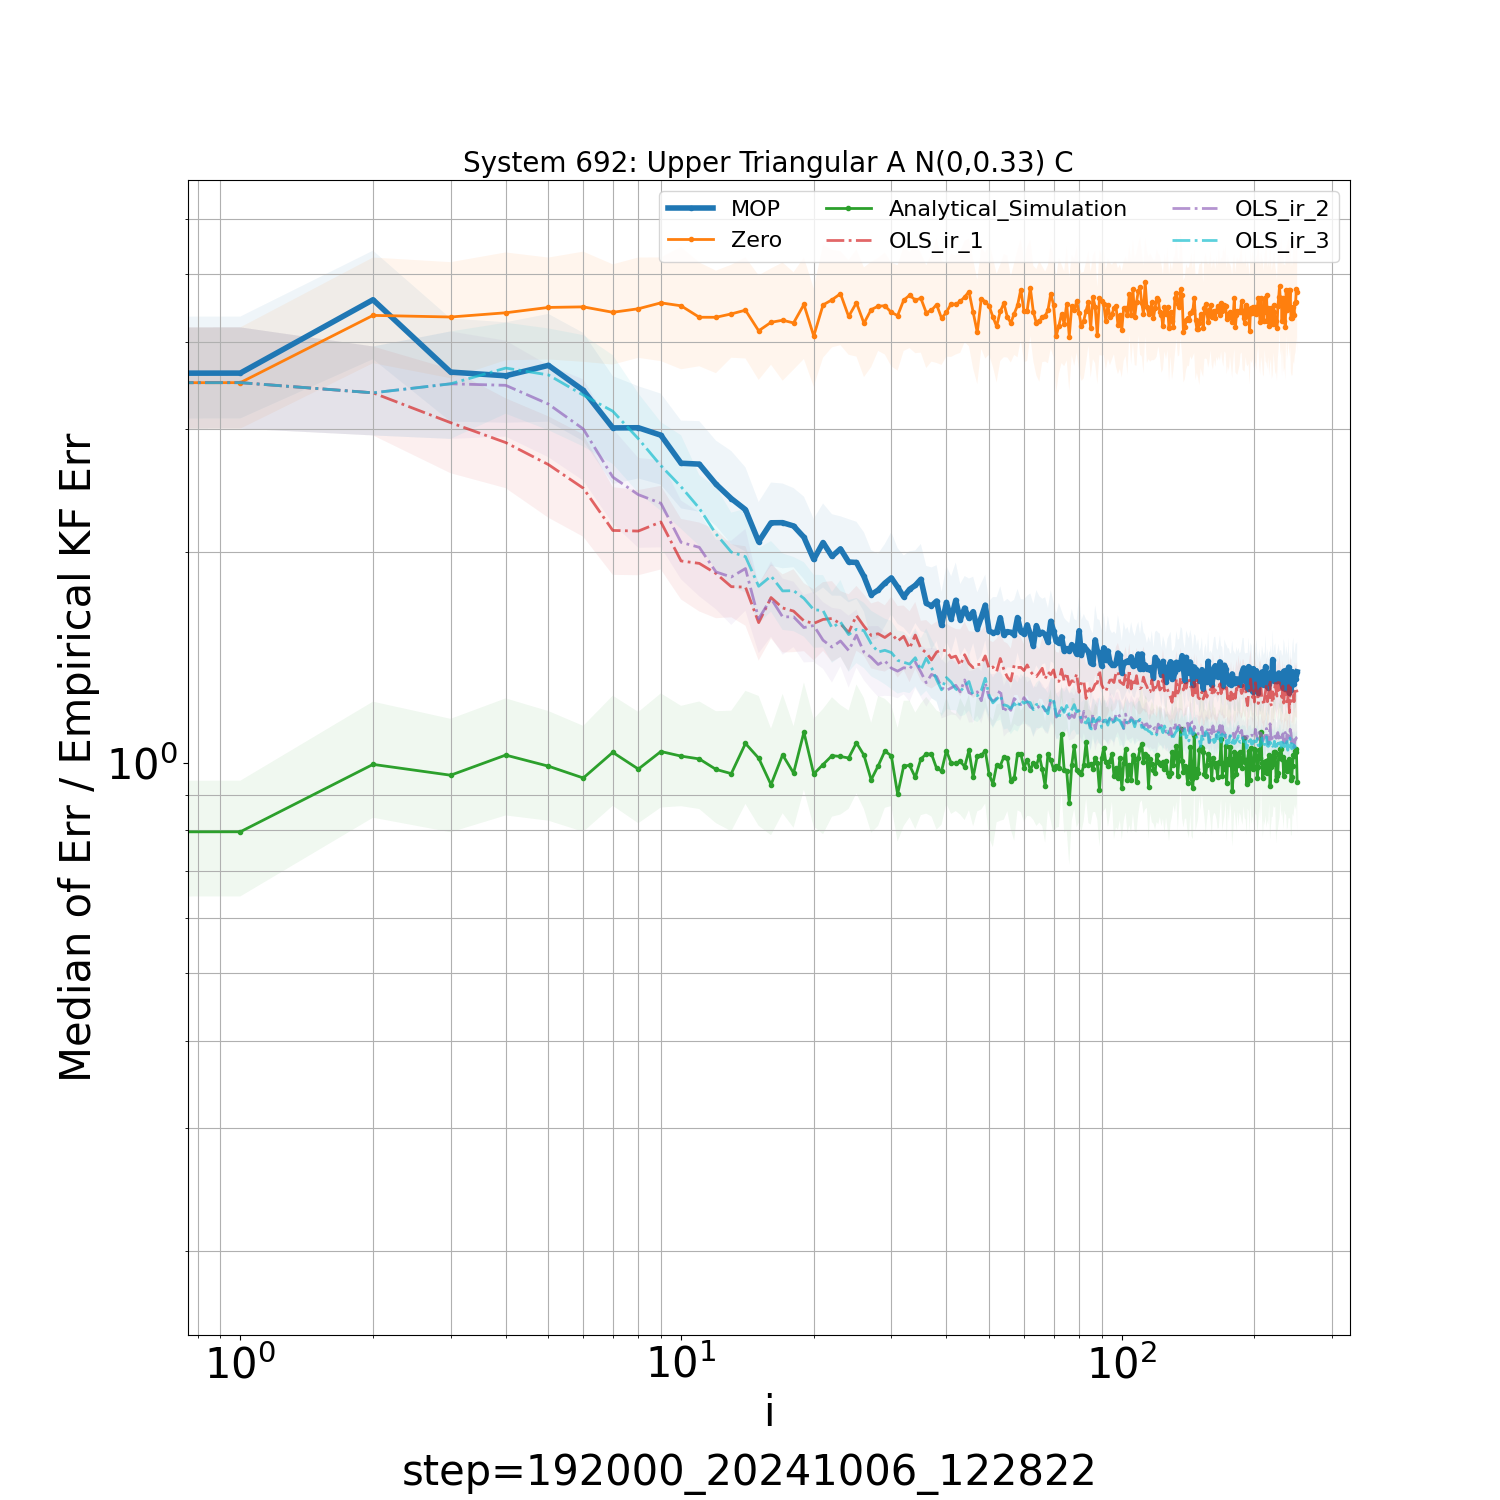 System 692: Upper Triangular A N(0,0.33) C
MOP
Zero
Analytical_Simulation
OLS_ir_1
OLS_ir_2
OLS_ir_3
Median of Err / Empirical KF Err
10⁰
10⁰
10¹
10²
i
step=192000_20241006_122822